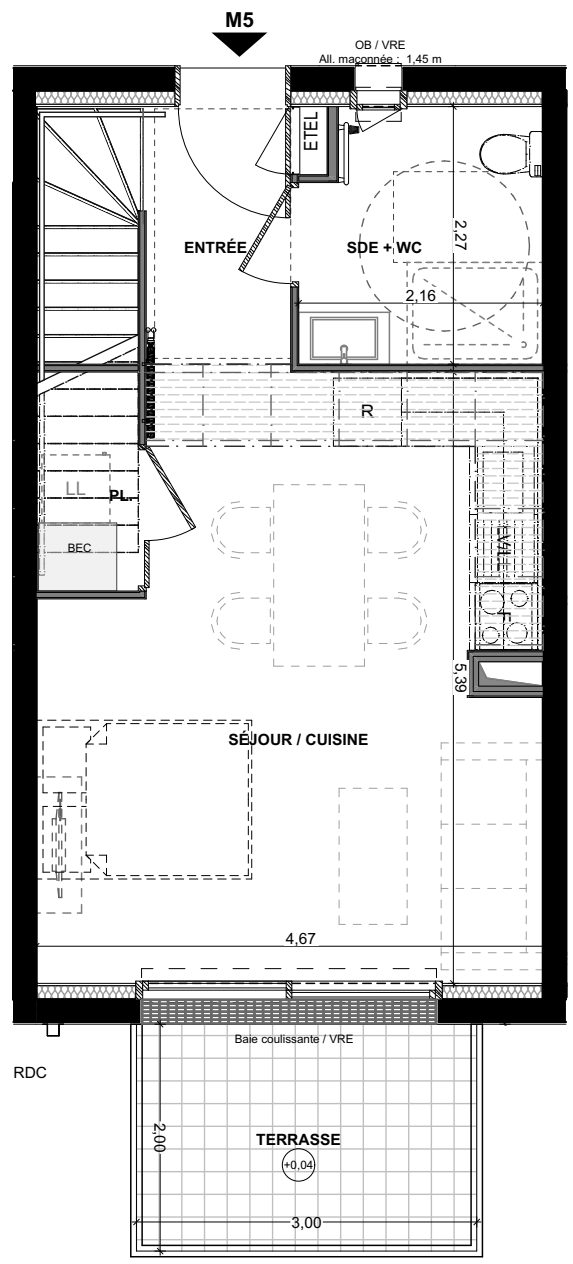 M5
OB / VRE
All. maçonnée : 1,45 m
ETEL
ENTRÉE
SDE + WC
2,27
2,16
R
LL
PL.
BEC
LV
5,39
SÉJOUR / CUISINE
4,67
Baie coulissante / VRE
RDC
2,00
TERRASSE
+0,04
3,00